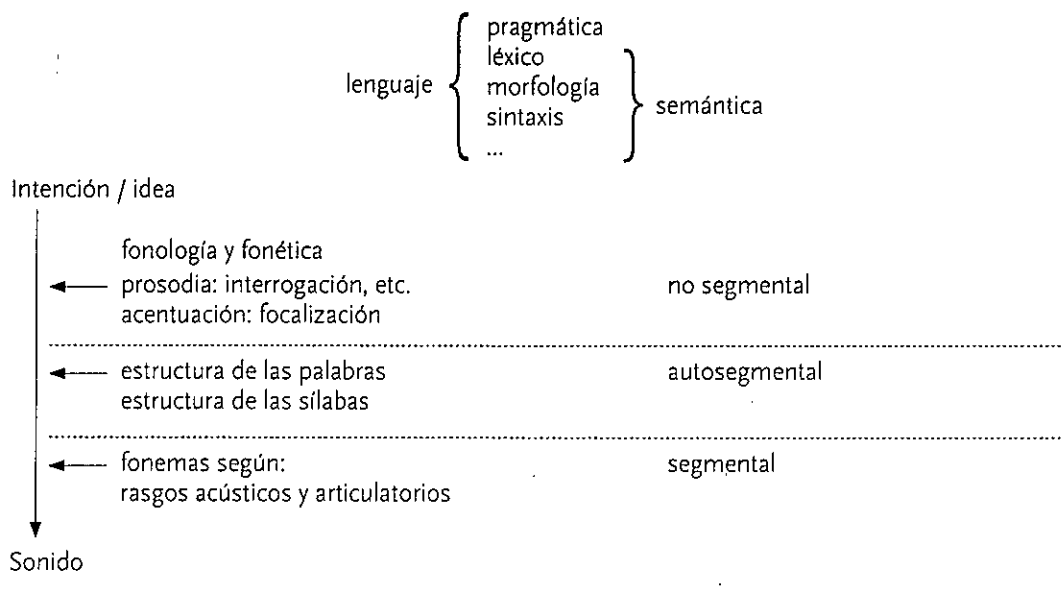 pragmática
léxico
lenguaje morfología semántica
sintaxis
...
Intención / idea
fonología y fonética
prosodia: interrogación, etc. no segmental
acentuación: focalización
estructura de las palabras autosegmental
estructura de las sílabas
fonemas según: segmental
rasgos acústicos y articulatorios
Sonido